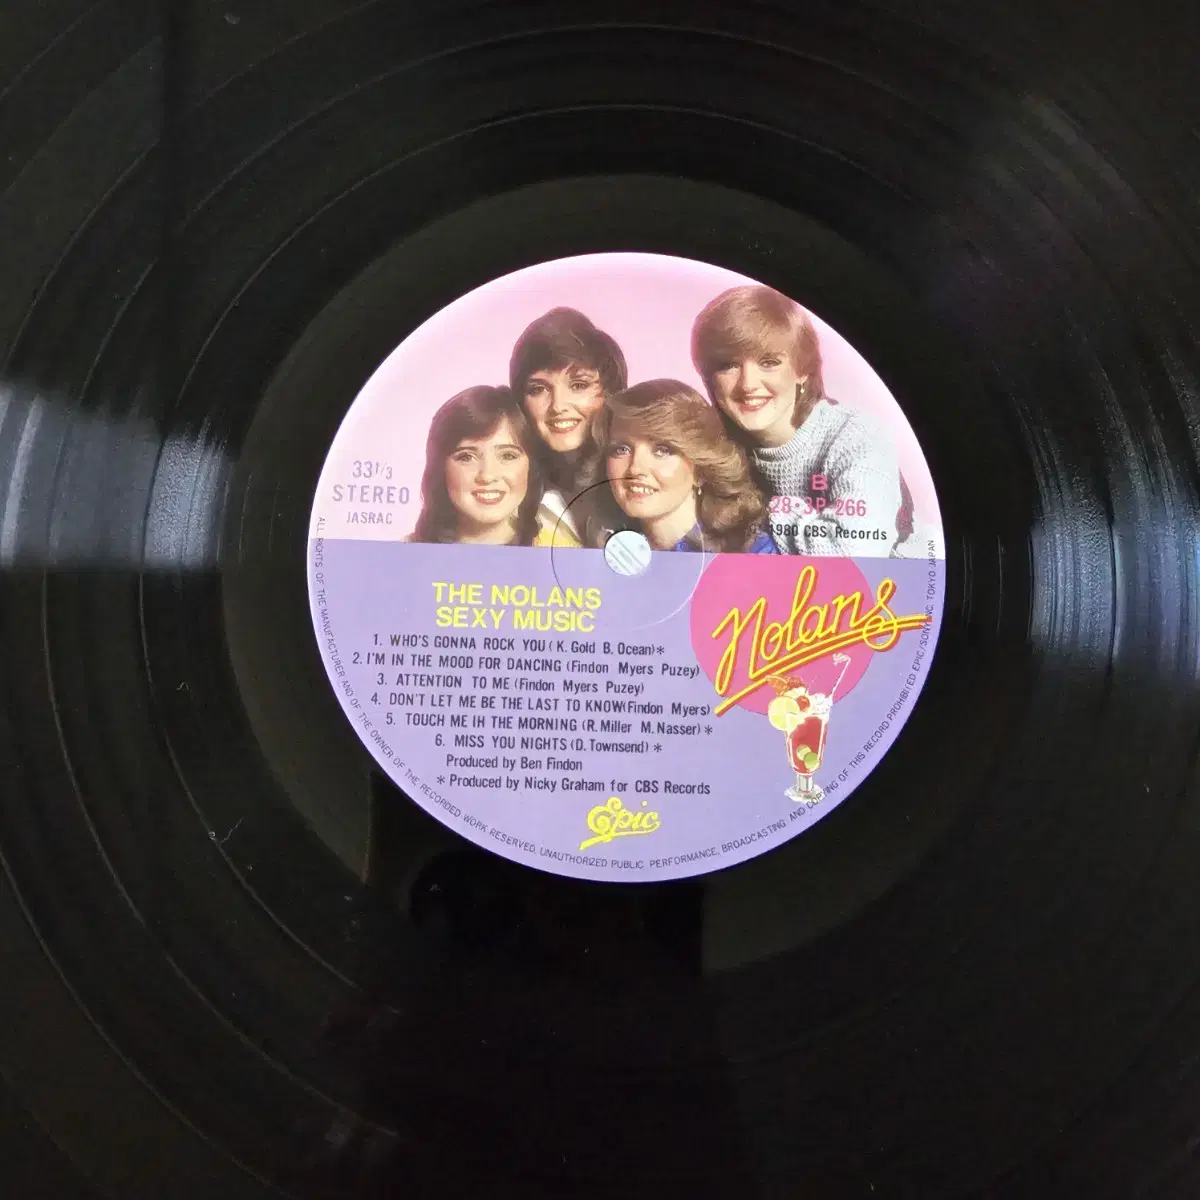 33 1/3
STEREO
JASRAC
B
28・3P-266
1980 CBS Records
Nolans
THE NOLANS
SEXY MUSIC
1. WHO'S GONNA ROCK YOU (K. Gold B. Ocean)*
2. I'M IN THE MOOD FOR DANCING (Findon Myers Puzey)
3. ATTENTION TO ME (Findon Myers Puzey)
4. DON'T LET ME BE THE LAST TO KNOW(Findon Myers)
5. TOUCH ME IH THE MORNING (R. Miller M. Nasser)*
6. MISS YOU NIGHTS (D. Townsend)*
Produced by Ben Findon
* Produced by Nicky Graham for CBS Records
Epic
ALL RIGHTS OF THE MANUFACTURER AND OF THE OWNER OF THE RECORDED WORK RESERVED, UNAUTHORIZED PUBLIC PERFORMANCE, BROADCASTING AND COPYING OF THIS RECORD PROHIBITED EPIC/SONY INC. TOKYO JAPAN